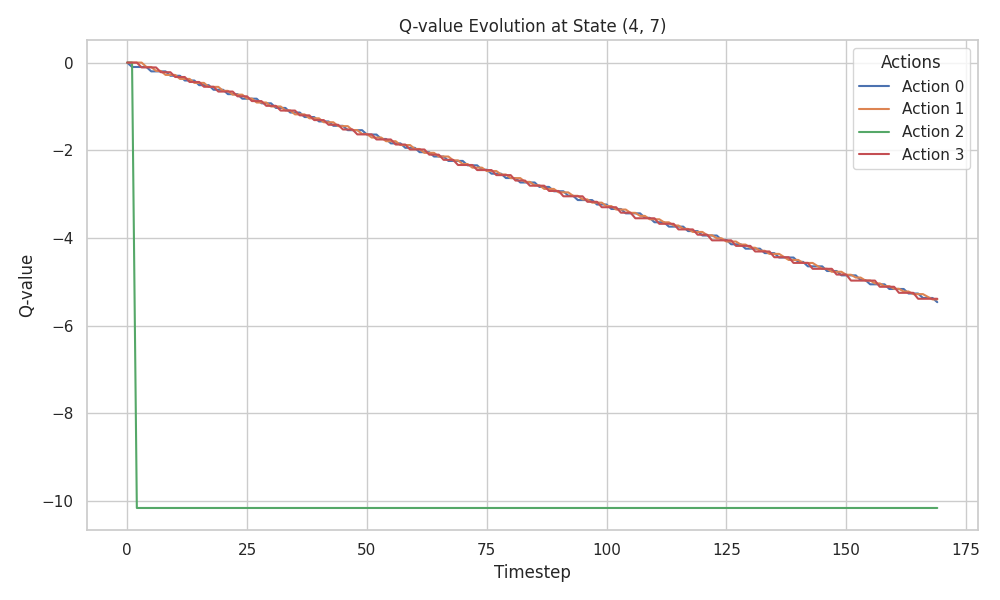 Q-value Evolution at State (4, 7)
Actions
Action 0
Action 1
Action 2
Action 3
Q-value
0
−2
−4
−6
−8
−10
0 25 50 75 100 125 150 175
Timestep